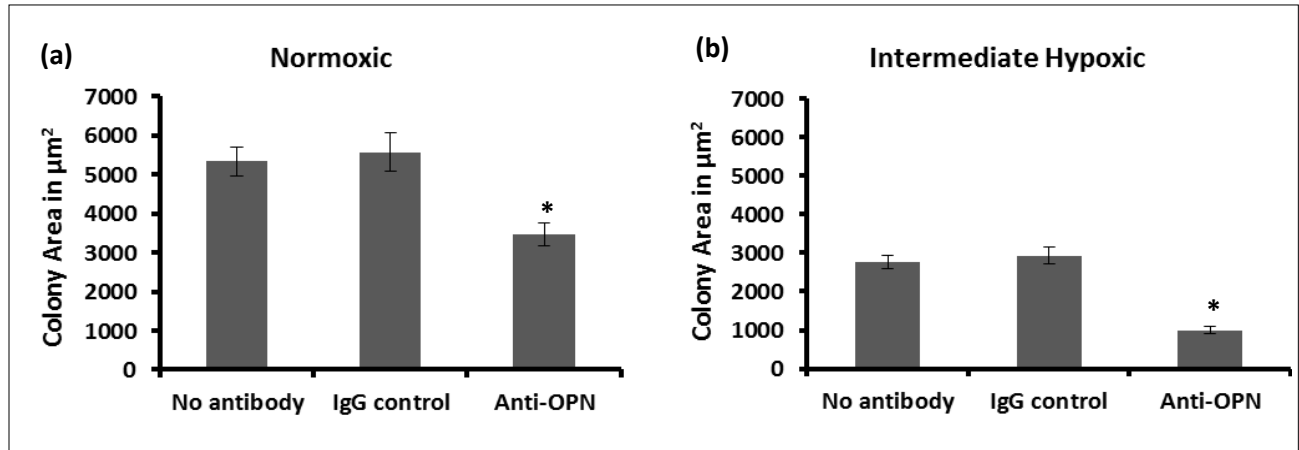 (a)
Normoxic
Colony Area in µm²
7000
6000
5000
4000
3000
2000
1000
0
*
No antibody
IgG control
Anti-OPN
(b)
Intermediate Hypoxic
Colony Area in µm²
7000
6000
5000
4000
3000
2000
1000
0
*
No antibody
IgG control
Anti-OPN